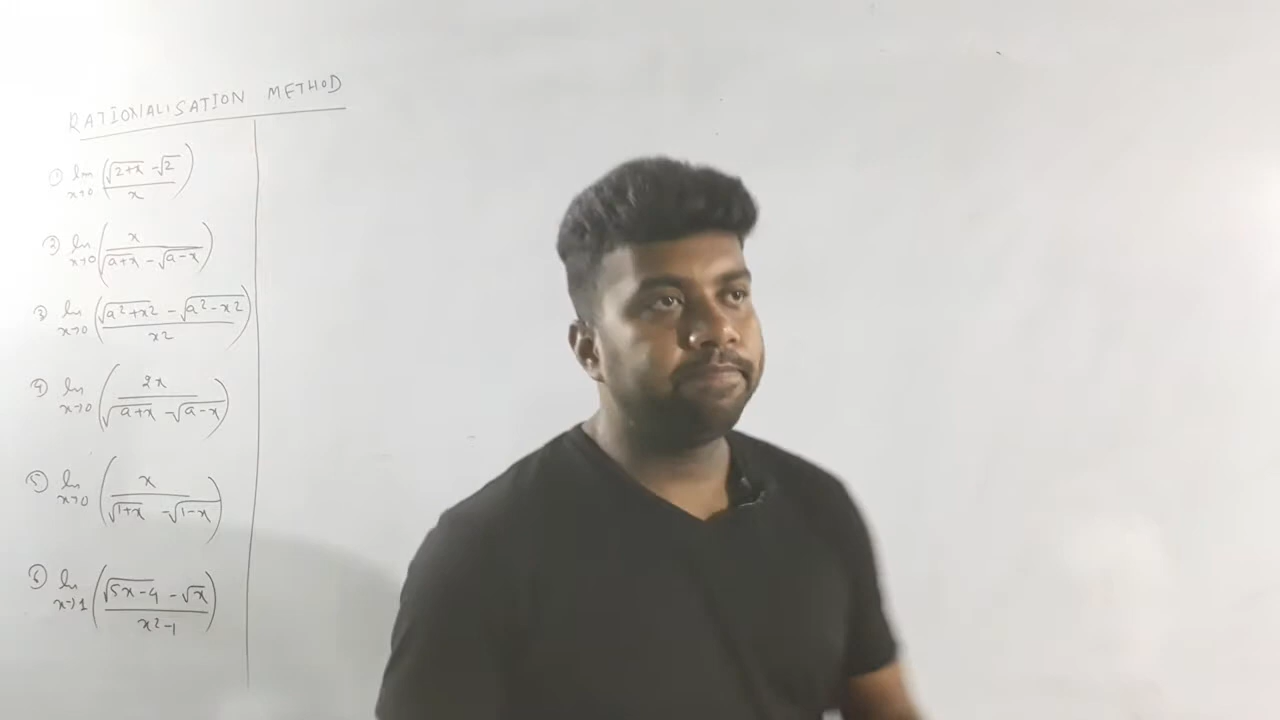 RATIONALISATION METHOD
① lim x→0 (√2+x - √2 / x)
② lim x→0 (x / √a+x - √a-x)
③ lim x→0 (√a²+x² - √a²-x² / x²)
④ lim x→0 (2x / √a+x - √a-x)
⑤ lim x→0 (x / √1+x - √1-x)
⑥ lim x→1 (√5x-4 - √x / x²-1)